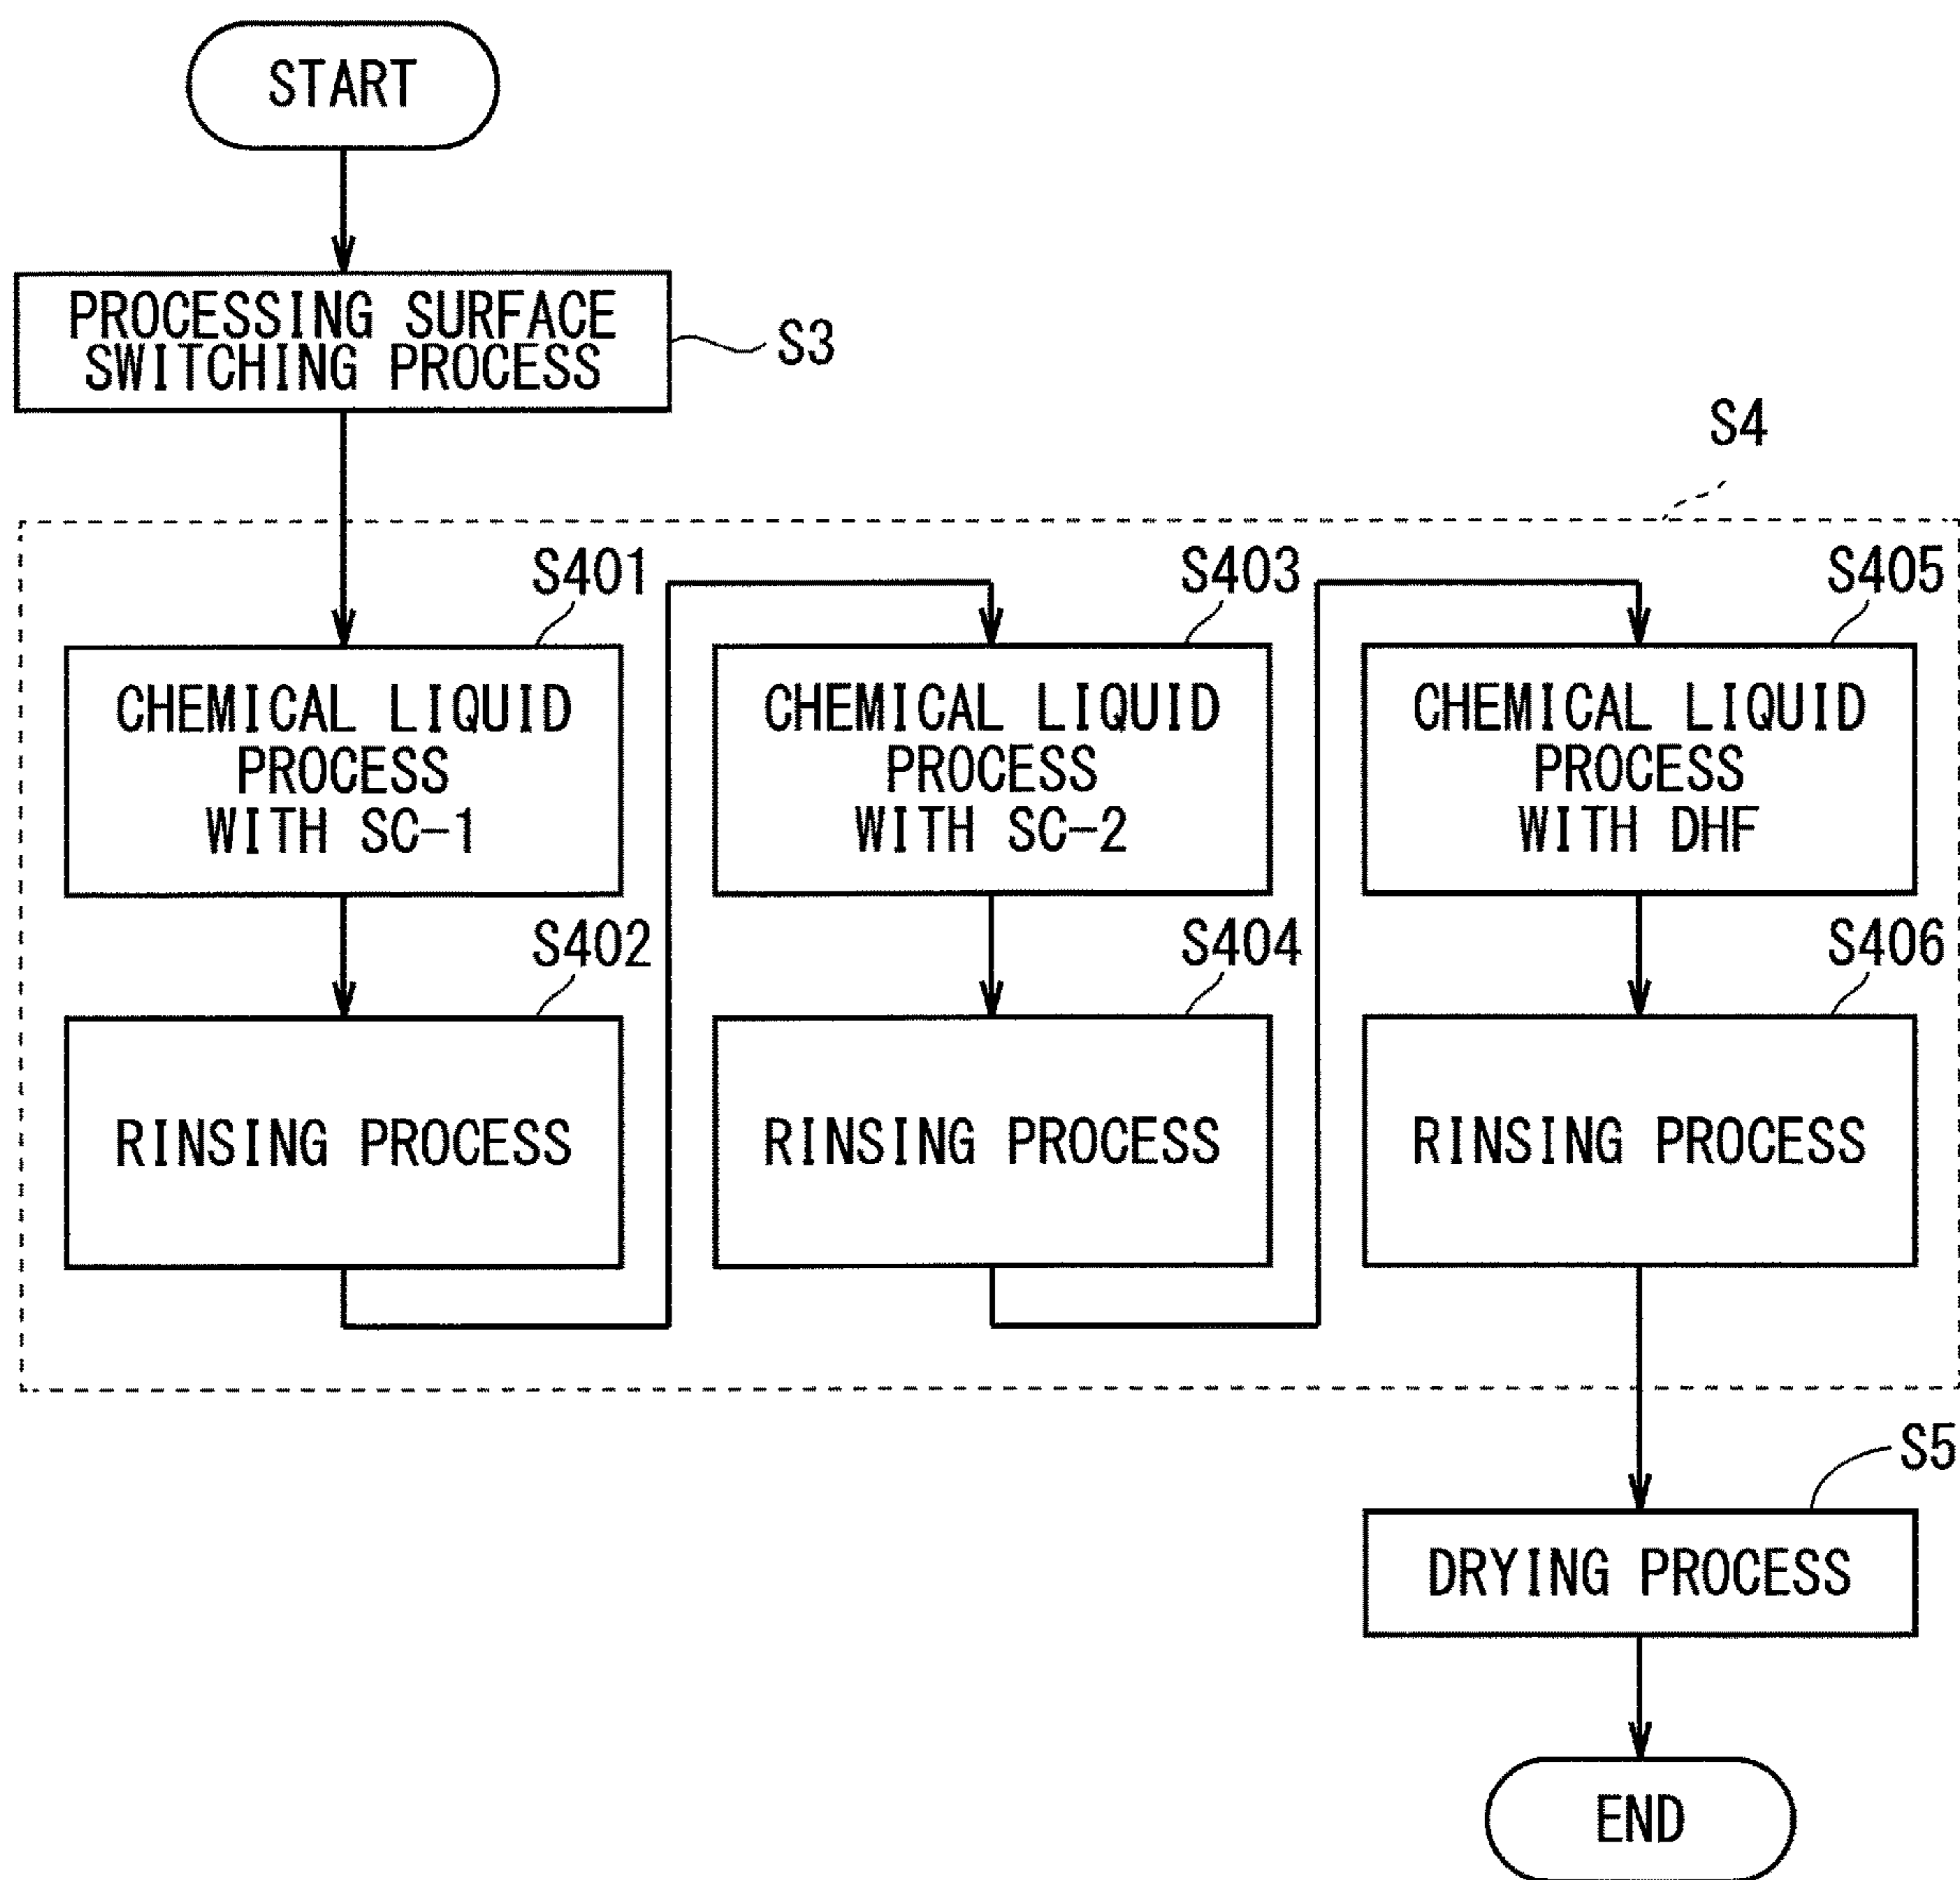 START
PROCESSING SURFACE
SWITCHING PROCESS
S3
S4
S401
CHEMICAL LIQUID
PROCESS
WITH SC-1
S402
RINSING PROCESS
S403
CHEMICAL LIQUID
PROCESS
WITH SC-2
S404
RINSING PROCESS
S405
CHEMICAL LIQUID
PROCESS
WITH DHF
S406
RINSING PROCESS
S5
DRYING PROCESS
END